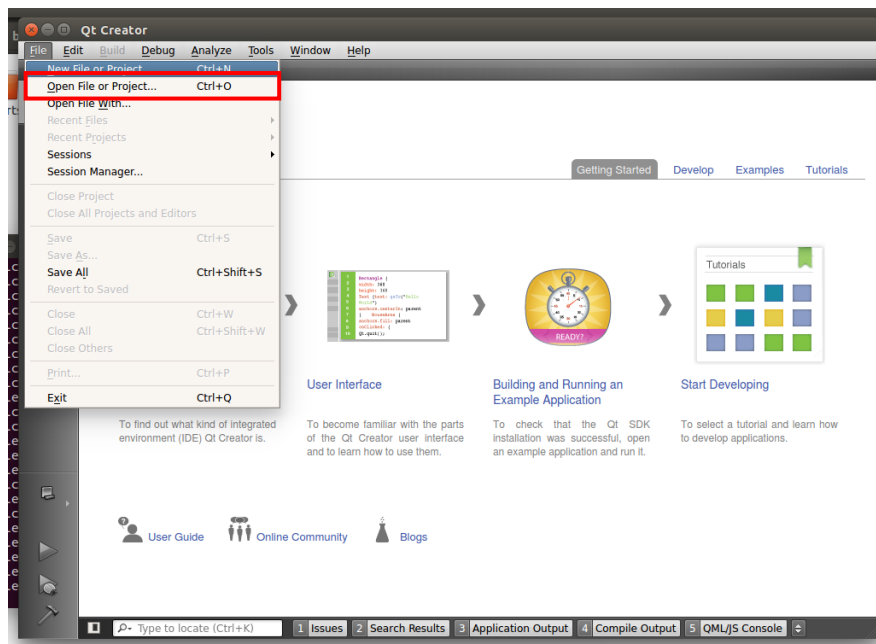 Qt Creator
File Edit Build Debug Analyze Tools Window Help
New File or Project Ctrl+N
Open File or Project... Ctrl+O
Open File With...
Recent Files
Recent Projects
Sessions
Session Manager...
Close Project
Close All Projects and Editors
Save Ctrl+S
Save As...
Save All Ctrl+Shift+S
Revert to Saved
Close Ctrl+W
Close All Ctrl+Shift+W
Close Others
Print... Ctrl+P
Exit Ctrl+Q
Getting Started Develop Examples Tutorials
Tutorials
READY?
User Interface
Building and Running an
Example Application
Start Developing
To find out what kind of integrated
environment (IDE) Qt Creator is.
To become familiar with the parts
of the Qt Creator user interface
and to learn how to use them.
To check that the Qt SDK
installation was successful, open
an example application and run it.
To select a tutorial and learn how
to develop applications.
User Guide Online Community Blogs
Type to locate (Ctrl+K) 1 Issues 2 Search Results 3 Application Output 4 Compile Output 5 QML/JS Console